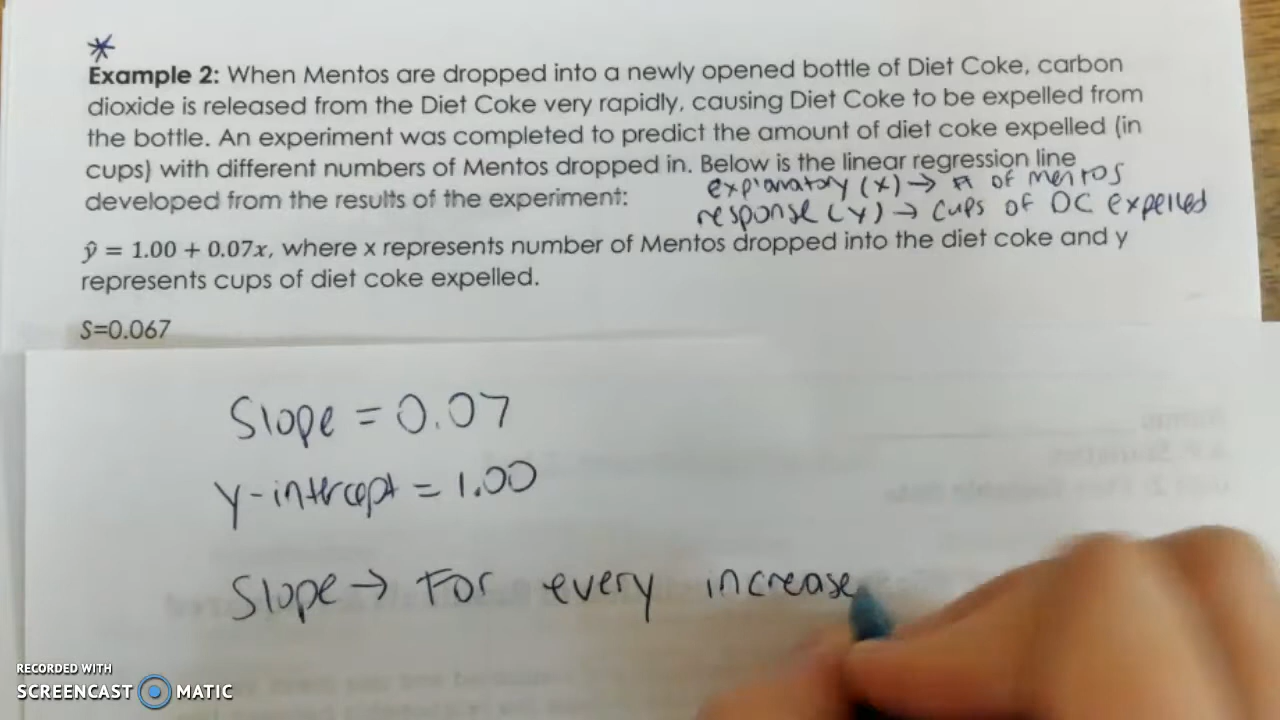 *
Example 2: When Mentos are dropped into a newly opened bottle of Diet Coke, carbon
dioxide is released from the Diet Coke very rapidly, causing Diet Coke to be expelled from
the bottle. An experiment was completed to predict the amount of diet coke expelled (in
cups) with different numbers of Mentos dropped in. Below is the linear regression line
developed from the results of the experiment:
explanatory (x) → # of mentos
response (y) → cups of DC expelled
ŷ = 1.00 + 0.07x, where x represents number of Mentos dropped into the diet coke and y
represents cups of diet coke expelled.
S=0.067
Slope = 0.07
y-intercept = 1.00
Slope → For every increase
RECORDED WITH
SCREENCAST MATIC